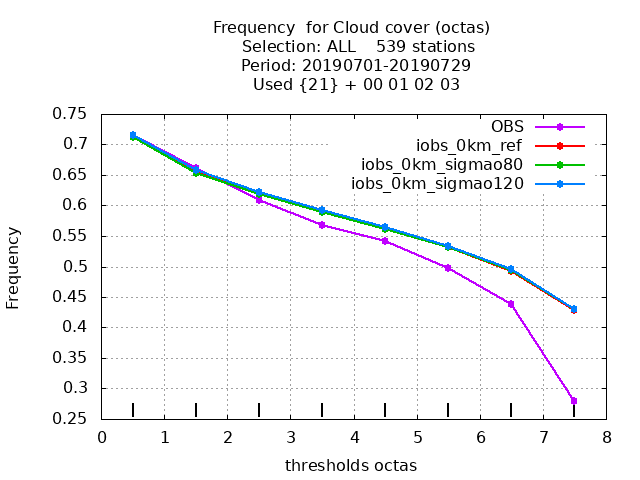 Frequency  for Cloud cover (octas)
Selection: ALL    539 stations
Period: 20190701-20190729
Used {21} + 00 01 02 03
OBS
iobs_0km_ref
iobs_0km_sigmao80
iobs_0km_sigmao120
0.75
0.7
0.65
0.6
0.55
0.5
0.45
0.4
0.35
0.3
0.25
Frequency
0 1 2 3 4 5 6 7 8
thresholds octas